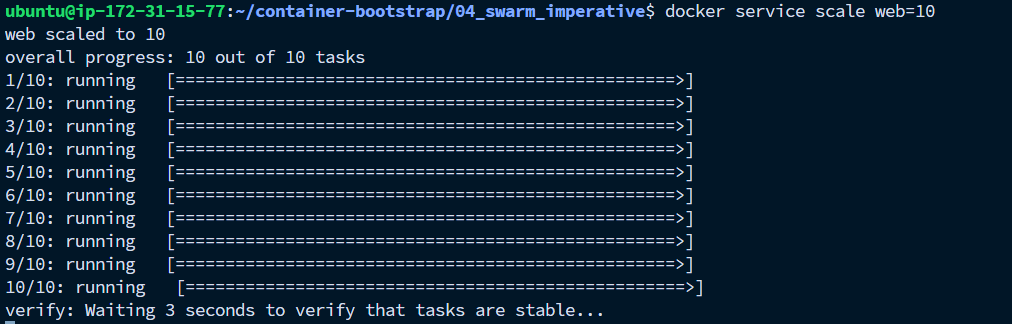 ubuntu@ip-172-31-15-77:~/container-bootstrap/04_swarm_imperative$ docker service scale web=10
web scaled to 10
overall progress: 10 out of 10 tasks
1/10: running   [==================================================>]
2/10: running   [==================================================>]
3/10: running   [==================================================>]
4/10: running   [==================================================>]
5/10: running   [==================================================>]
6/10: running   [==================================================>]
7/10: running   [==================================================>]
8/10: running   [==================================================>]
9/10: running   [==================================================>]
10/10: running   [==================================================>]
verify: Waiting 3 seconds to verify that tasks are stable...